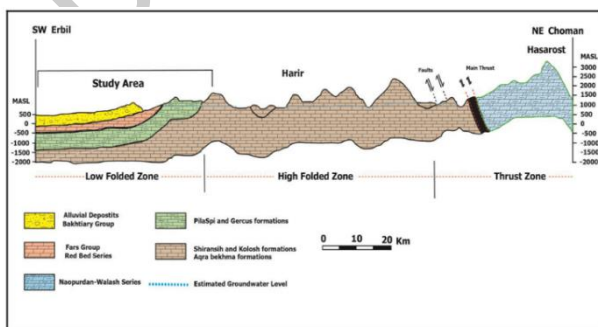 SW Erbil
NE Choman
Hasarost
Study Area
Harir
Faults
Main Thrust
MASL
500
0
-500
-1000
-1500
-2000
MASL
3000
2500
2000
1500
1000
500
0
-500
-1000
-1500
-2000
Low Folded Zone
High Folded Zone
Thrust Zone
Alluvial Depostits
Bakhtiary Group
PilaSpi and Gercus formations
Fars Group
Red Bed Series
Shiransih and Kolosh formations
Aqra bekhma formations
0 10 20 Km
Naopurdan-Walash Series
Estimated Groundwater Level